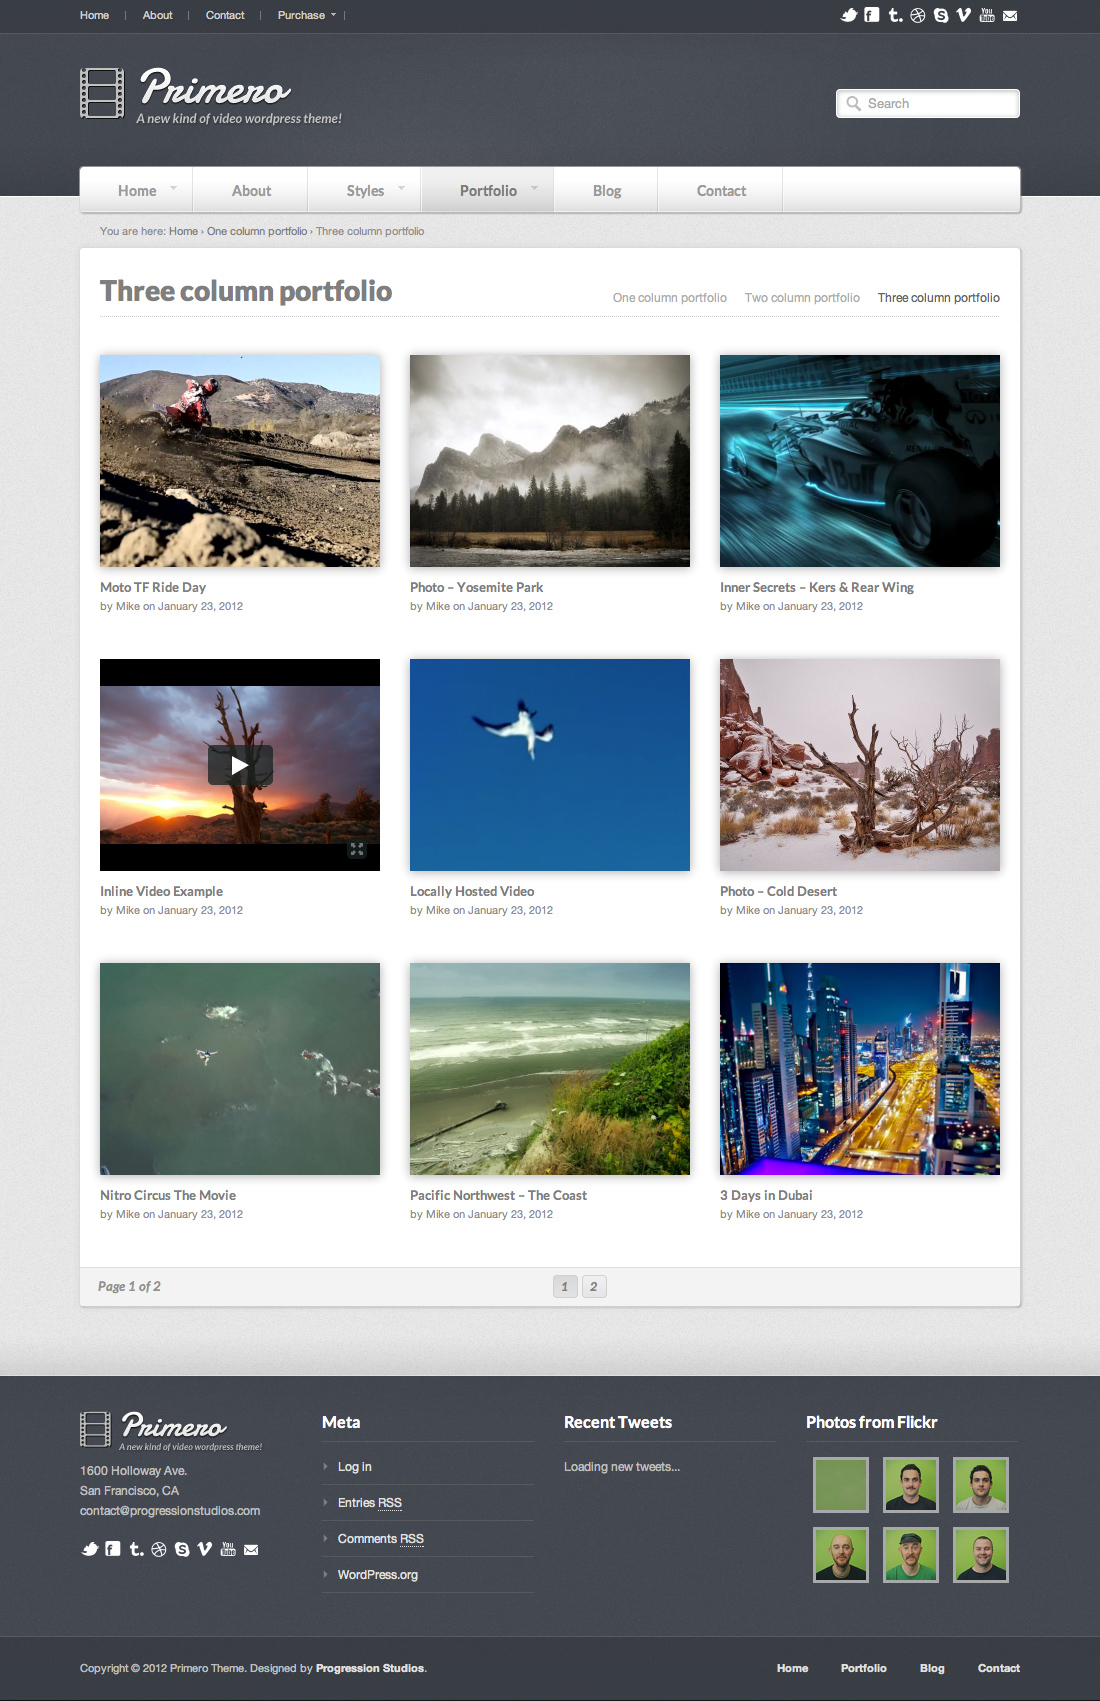 Home | About | Contact | Purchase |
Primero
A new kind of video wordpress theme!
Search
Home About Styles Portfolio Blog Contact
You are here: Home › One column portfolio › Three column portfolio
Three column portfolio
One column portfolio Two column portfolio Three column portfolio
Moto TF Ride Day
by Mike on January 23, 2012
Photo – Yosemite Park
by Mike on January 23, 2012
Inner Secrets – Kers & Rear Wing
by Mike on January 23, 2012
Inline Video Example
by Mike on January 23, 2012
Locally Hosted Video
by Mike on January 23, 2012
Photo – Cold Desert
by Mike on January 23, 2012
Nitro Circus The Movie
by Mike on January 23, 2012
Pacific Northwest – The Coast
by Mike on January 23, 2012
3 Days in Dubai
by Mike on January 23, 2012
Page 1 of 2
1 2
Primero
A new kind of video wordpress theme!
1600 Holloway Ave.
San Francisco, CA
contact@progressionstudios.com
Meta
Log in
Entries RSS
Comments RSS
WordPress.org
Recent Tweets
Loading new tweets...
Photos from Flickr
Copyright © 2012 Primero Theme. Designed by Progression Studios.
Home Portfolio Blog Contact